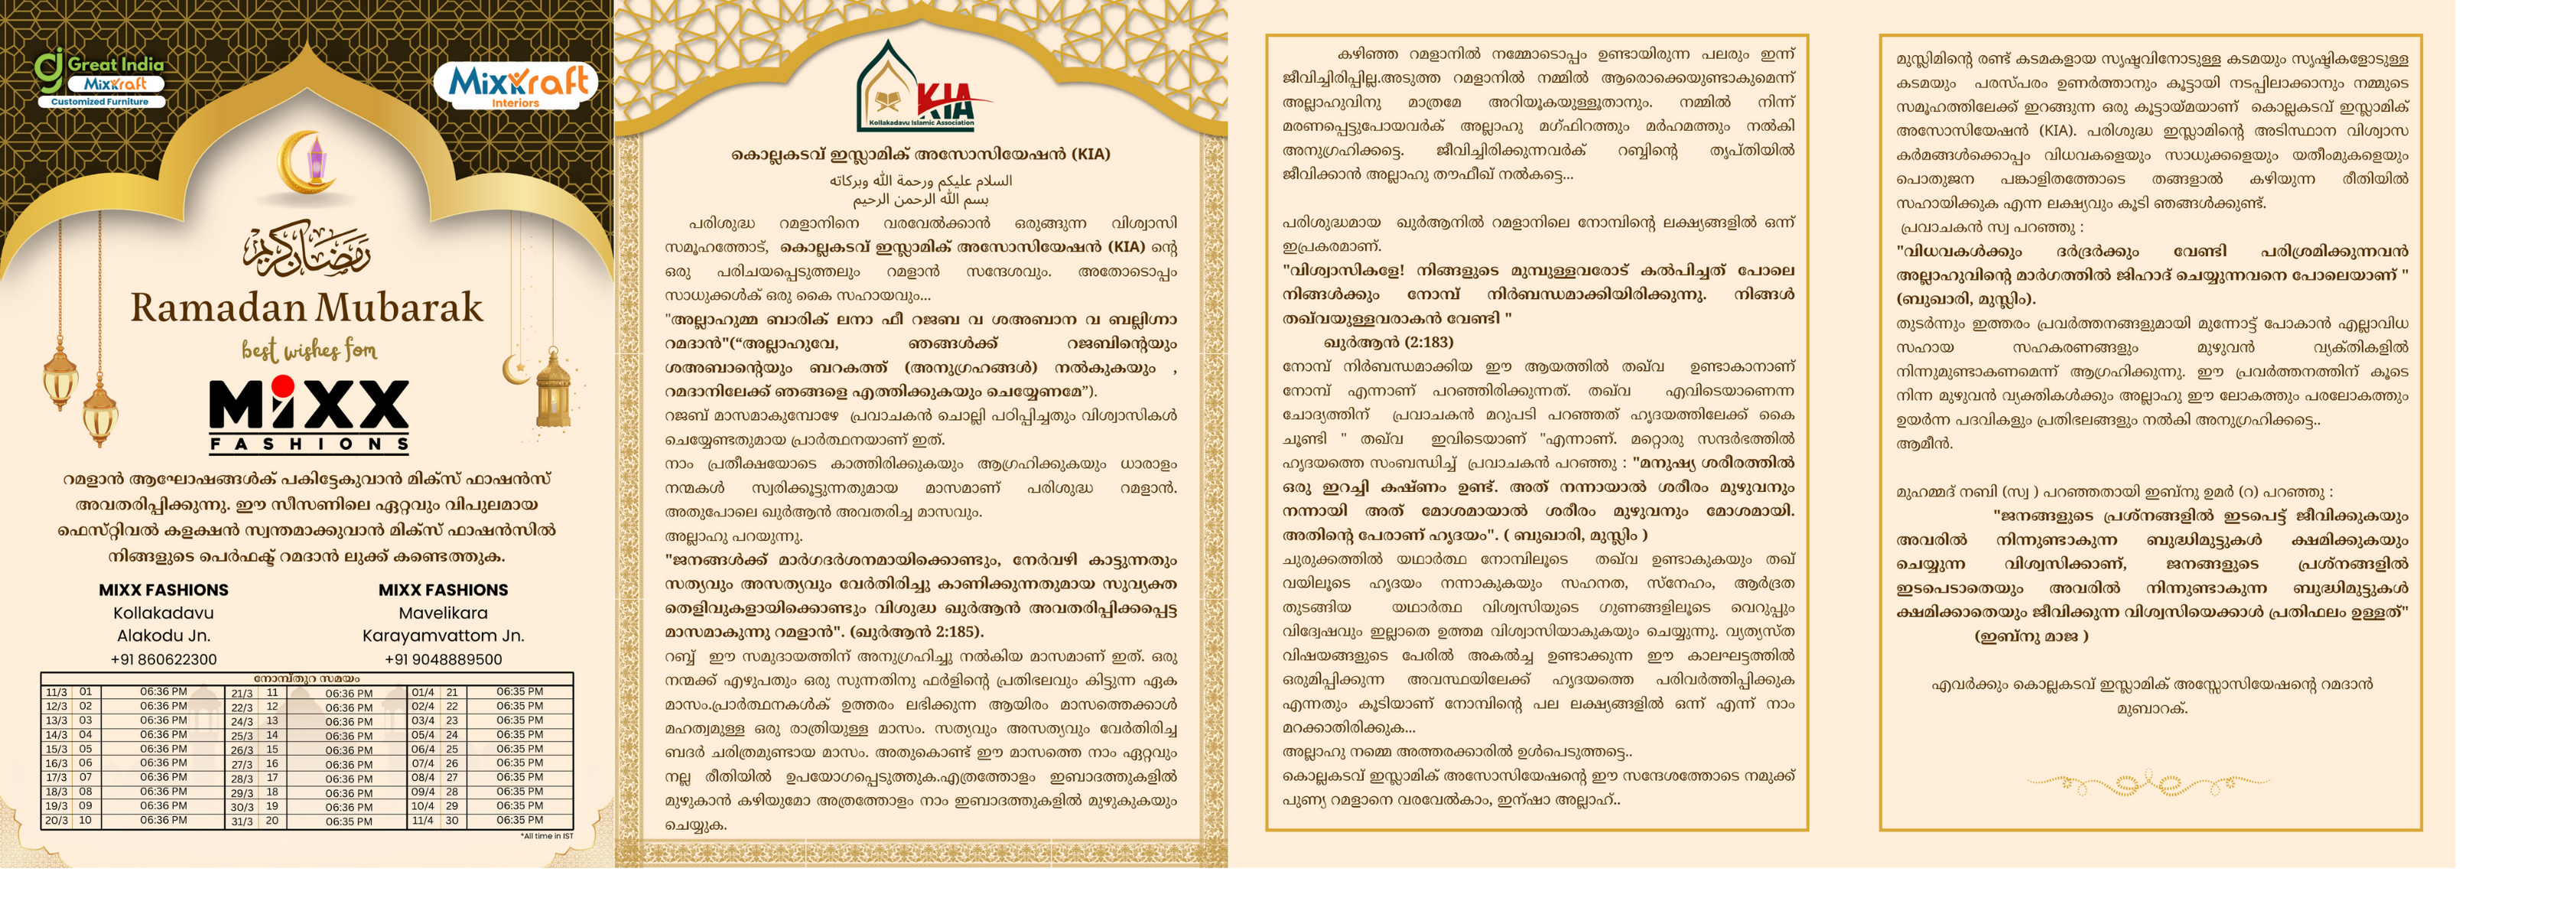 Great India
Mixkraft
Customized Furniture
Mixkraft
Interiors
رمضان كريم
Ramadan Mubarak
best wishes fom
MiXX
FASHIONS
റമളാൻ ആഘോഷങ്ങൾക് പകിട്ടേകുവാൻ മിക്സ് ഫാഷൻസ്
അവതരിപ്പിക്കുന്നു. ഈ സീസണിലെ ഏറ്റവും വിപുലമായ
ഫെസ്റ്റിവൽ കളക്ഷൻ സ്വന്തമാക്കുവാൻ മിക്സ് ഫാഷൻസിൽ
നിങ്ങളുടെ പെർഫക്ട് റമദാൻ ലുക്ക് കണ്ടെത്തുക.
MIXX FASHIONS
Kollakadavu
Alakodu Jn.
+91 860622300
MIXX FASHIONS
Mavelikara
Karayamvattom Jn.
+91 9048889500
നോമ്പ്തുറ സമയം
11/3 01 06:36 PM 21/3 11 06:36 PM 01/4 21 06:35 PM
12/3 02 06:36 PM 22/3 12 06:36 PM 02/4 22 06:35 PM
13/3 03 06:36 PM 24/3 13 06:36 PM 03/4 23 06:35 PM
14/3 04 06:36 PM 25/3 14 06:36 PM 05/4 24 06:35 PM
15/3 05 06:36 PM 26/3 15 06:36 PM 06/4 25 06:35 PM
16/3 06 06:36 PM 27/3 16 06:36 PM 07/4 26 06:35 PM
17/3 07 06:36 PM 28/3 17 06:36 PM 08/4 27 06:35 PM
18/3 08 06:36 PM 29/3 18 06:36 PM 09/4 28 06:35 PM
19/3 09 06:36 PM 30/3 19 06:36 PM 10/4 29 06:35 PM
20/3 10 06:36 PM 31/3 20 06:35 PM 11/4 30 06:35 PM
*All time in IST
KIA
Kollakadavu Islamic Association
കൊല്ലകടവ് ഇസ്ലാമിക് അസോസിയേഷൻ (KIA)
السلام عليكم ورحمة الله وبركاته
بسم الله الرحمن الرحيم
പരിശുദ്ധ റമളാനിനെ വരവേൽക്കാൻ ഒരുങ്ങുന്ന വിശ്വാസി
സമൂഹത്തോട്, കൊല്ലകടവ് ഇസ്ലാമിക് അസോസിയേഷൻ (KIA) ന്റെ
ഒരു പരിചയപ്പെടുത്തലും റമളാൻ സന്ദേശവും. അതോടൊപ്പം
സാധുക്കൾക് ഒരു കൈ സഹായവും...
"അല്ലാഹുമ്മ ബാരിക് ലനാ ഫീ റജബ വ ശഅബാന വ ബല്ലിഗ്നാ
റമദാൻ"(“അല്ലാഹുവേ, ഞങ്ങൾക്ക് റജബിന്റെയും
ശഅബാന്റെയും ബറകത്ത് (അനുഗ്രഹങ്ങൾ) നൽകുകയും ,
റമദാനിലേക്ക് ഞങ്ങളെ എത്തിക്കുകയും ചെയ്യേണമേ”).
റജബ് മാസമാകുമ്പോഴേ പ്രവാചകൻ ചൊല്ലി പഠിപ്പിച്ചതും വിശ്വാസികൾ
ചെയ്യേണ്ടതുമായ പ്രാർത്ഥനയാണ് ഇത്.
നാം പ്രതീക്ഷയോടെ കാത്തിരിക്കുകയും ആഗ്രഹിക്കുകയും ധാരാളം
നന്മകൾ സ്വരിക്കൂട്ടുന്നതുമായ മാസമാണ് പരിശുദ്ധ റമളാൻ.
അതുപോലെ ഖുർആൻ അവതരിച്ച മാസവും.
അല്ലാഹു പറയുന്നു.
"ജനങ്ങൾക്ക് മാർഗദർശനമായിക്കൊണ്ടും, നേർവഴി കാട്ടുന്നതും
സത്യവും അസത്യവും വേർതിരിച്ചു കാണിക്കുന്നതുമായ സുവ്യക്ത
തെളിവുകളായിക്കൊണ്ടും വിശുദ്ധ ഖുർആൻ അവതരിപ്പിക്കപ്പെട്ട
മാസമാകുന്നു റമളാൻ". (ഖുർആൻ 2:185).
റബ്ബ് ഈ സമുദായത്തിന് അനുഗ്രഹിച്ചു നൽകിയ മാസമാണ് ഇത്. ഒരു
നന്മക്ക് എഴുപതും ഒരു സുന്നതിനു ഫർളിന്റെ പ്രതിഭലവും കിട്ടുന്ന ഏക
മാസം.പ്രാർത്ഥനകൾക്ക് ഉത്തരം ലഭിക്കുന്ന ആയിരം മാസത്തെക്കാൾ
മഹത്വമുള്ള ഒരു രാത്രിയുള്ള മാസം. സത്യവും അസത്യവും വേർതിരിച്ച
ബദർ ചരിത്രമുണ്ടായ മാസം. അതുകൊണ്ട് ഈ മാസത്തെ നാം ഏറ്റവും
നല്ല രീതിയിൽ ഉപയോഗപ്പെടുത്തുക.എത്രത്തോളം ഇബാദത്തുകളിൽ
മുഴുകാൻ കഴിയുമോ അത്രത്തോളം നാം ഇബാദത്തുകളിൽ മുഴുകുകയും
ചെയ്യുക.
കഴിഞ്ഞ റമളാനിൽ നമ്മോടൊപ്പം ഉണ്ടായിരുന്ന പലരും ഇന്ന്
ജീവിച്ചിരിപ്പില്ല.അടുത്ത റമളാനിൽ നമ്മിൽ ആരൊക്കെയുണ്ടാകുമെന്ന്
അല്ലാഹുവിനു മാത്രമേ അറിയൂകയുള്ളൂതാനും. നമ്മിൽ നിന്ന്
മരണപ്പെട്ടുപോയവർക് അല്ലാഹു മഗ്ഫിറത്തും മർഹമത്തും നൽകി
അനുഗ്രഹിക്കട്ടെ. ജീവിച്ചിരിക്കുന്നവർക് റബ്ബിന്റെ തൃപ്തിയിൽ
ജീവിക്കാൻ അല്ലാഹു തൗഫീഖ് നൽകട്ടെ...
പരിശുദ്ധമായ ഖുർആനിൽ റമളാനിലെ നോമ്പിന്റെ ലക്ഷ്യങ്ങളിൽ ഒന്ന്
ഇപ്രകരമാണ്.
"വിശ്വാസികളേ! നിങ്ങളുടെ മുമ്പുള്ളവരോട് കൽപിച്ചത് പോലെ
നിങ്ങൾക്കും നോമ്പ് നിർബന്ധമാക്കിയിരിക്കുന്നു. നിങ്ങൾ
തഖ്‌വയുള്ളവരാകൻ വേണ്ടി "
ഖുർആൻ (2:183)
നോമ്പ് നിർബന്ധമാക്കിയ ഈ ആയത്തിൽ തഖ്‌വ ഉണ്ടാകാനാണ്
നോമ്പ് എന്നാണ് പറഞ്ഞിരിക്കുന്നത്. തഖ്‌വ എവിടെയാണെന്ന
ചോദ്യത്തിന് പ്രവാചകൻ മറുപടി പറഞ്ഞത് ഹൃദയത്തിലേക്ക് കൈ
ചൂണ്ടി " തഖ്‌വ ഇവിടെയാണ് "എന്നാണ്. മറ്റൊരു സന്ദർഭത്തിൽ
ഹൃദയത്തെ സംബന്ധിച്ച് പ്രവാചകൻ പറഞ്ഞു : "മനുഷ്യ ശരീരത്തിൽ
ഒരു ഇറച്ചി കഷ്ണം ഉണ്ട്. അത് നന്നായാൽ ശരീരം മുഴുവനും
നന്നായി അത് മോശമായാൽ ശരീരം മുഴുവനും മോശമായി.
അതിന്റെ പേരാണ് ഹൃദയം". ( ബുഖാരി, മുസ്ലിം )
ചുരുക്കത്തിൽ യഥാർത്ഥ നോമ്പിലൂടെ തഖ്‌വ ഉണ്ടാകുകയും തഖ്
വയിലൂടെ ഹൃദയം നന്നാകുകയും സഹനത, സ്നേഹം, ആർദ്രത
തുടങ്ങിയ യഥാർത്ഥ വിശ്വസിയുടെ ഗുണങ്ങളിലൂടെ വെറുപ്പും
വിദ്വേഷവും ഇല്ലാതെ ഉത്തമ വിശ്വാസിയാകുകയും ചെയ്യുന്നു. വ്യത്യസ്ത
വിഷയങ്ങളുടെ പേരിൽ അകൽച്ച ഉണ്ടാക്കുന്ന ഈ കാലഘട്ടത്തിൽ
ഒരുമിപ്പിക്കുന്ന അവസ്ഥയിലേക്ക് ഹൃദയത്തെ പരിവർത്തിപ്പിക്കുക
എന്നതും കൂടിയാണ് നോമ്പിന്റെ പല ലക്ഷ്യങ്ങളിൽ ഒന്ന് എന്ന് നാം
മറക്കാതിരിക്കുക...
അല്ലാഹു നമ്മെ അത്തരക്കാരിൽ ഉൾപെടുത്തട്ടെ..
കൊല്ലകടവ് ഇസ്ലാമിക് അസോസിയേഷന്റെ ഈ സന്ദേശത്തോടെ നമുക്ക്
പുണ്യ റമളാനെ വരവേൽകാം, ഇന്ഷാ അല്ലാഹ്..
മുസ്ലിമിന്റെ രണ്ട് കടമകളായ സൃഷ്ടവിനോടുള്ള കടമയും സൃഷ്ടികളോടുള്ള
കടമയും പരസ്പരം ഉണർത്താനും കൂട്ടായി നടപ്പിലാക്കാനും നമ്മുടെ
സമൂഹത്തിലേക്ക് ഇറങ്ങുന്ന ഒരു കൂട്ടായ്മയാണ് കൊല്ലകടവ് ഇസ്ലാമിക്
അസോസിയേഷൻ (KIA). പരിശുദ്ധ ഇസ്ലാമിന്റെ അടിസ്ഥാന വിശ്വാസ
കർമങ്ങൾക്കൊപ്പം വിധവകളെയും സാധുക്കളെയും യതീംമുകളെയും
പൊതുജന പങ്കാളിതത്തോടെ തങ്ങളാൽ കഴിയുന്ന രീതിയിൽ
സഹായിക്കുക എന്ന ലക്ഷ്യവും കൂടി ഞങ്ങൾക്കുണ്ട്.
പ്രവാചകൻ സ്വ പറഞ്ഞു :
"വിധവകൾക്കും ദർദ്രർക്കും വേണ്ടി പരിശ്രമിക്കുന്നവൻ
അല്ലാഹുവിന്റെ മാർഗത്തിൽ ജിഹാദ് ചെയ്യുന്നവനെ പോലെയാണ് "
(ബുഖാരി, മുസ്ലിം).
തുടർന്നും ഇത്തരം പ്രവർത്തനങ്ങളുമായി മുന്നോട്ട് പോകാൻ എല്ലാവിധ
സഹായ സഹകരണങ്ങളും മുഴുവൻ വ്യക്തികളിൽ
നിന്നുമുണ്ടാകണമെന്ന് ആഗ്രഹിക്കുന്നു. ഈ പ്രവർത്തനത്തിന് കൂടെ
നിന്ന മുഴുവൻ വ്യക്തികൾക്കും അല്ലാഹു ഈ ലോകത്തും പരലോകത്തും
ഉയർന്ന പദവികളും പ്രതിഭലങ്ങളും നൽകി അനുഗ്രഹിക്കട്ടെ..
ആമീൻ.
മുഹമ്മദ് നബി (സ്വ ) പറഞ്ഞതായി ഇബ്നു ഉമർ (റ) പറഞ്ഞു :
"ജനങ്ങളുടെ പ്രശ്നങ്ങളിൽ ഇടപെട്ട് ജീവിക്കുകയും
അവരിൽ നിന്നുണ്ടാകുന്ന ബുദ്ധിമുട്ടുകൾ ക്ഷമിക്കുകയും
ചെയ്യുന്ന വിശ്വസിക്കാണ്, ജനങ്ങളുടെ പ്രശ്നങ്ങളിൽ
ഇടപെടാതെയും അവരിൽ നിന്നുണ്ടാകുന്ന ബുദ്ധിമുട്ടുകൾ
ക്ഷമിക്കാതെയും ജീവിക്കുന്ന വിശ്വസിയെക്കാൾ പ്രതിഫലം ഉള്ളത്"
(ഇബ്നു മാജ )
എവർക്കും കൊല്ലകടവ് ഇസ്ലാമിക് അസ്സോസിയേഷന്റെ റമദാൻ
മുബാറക്.